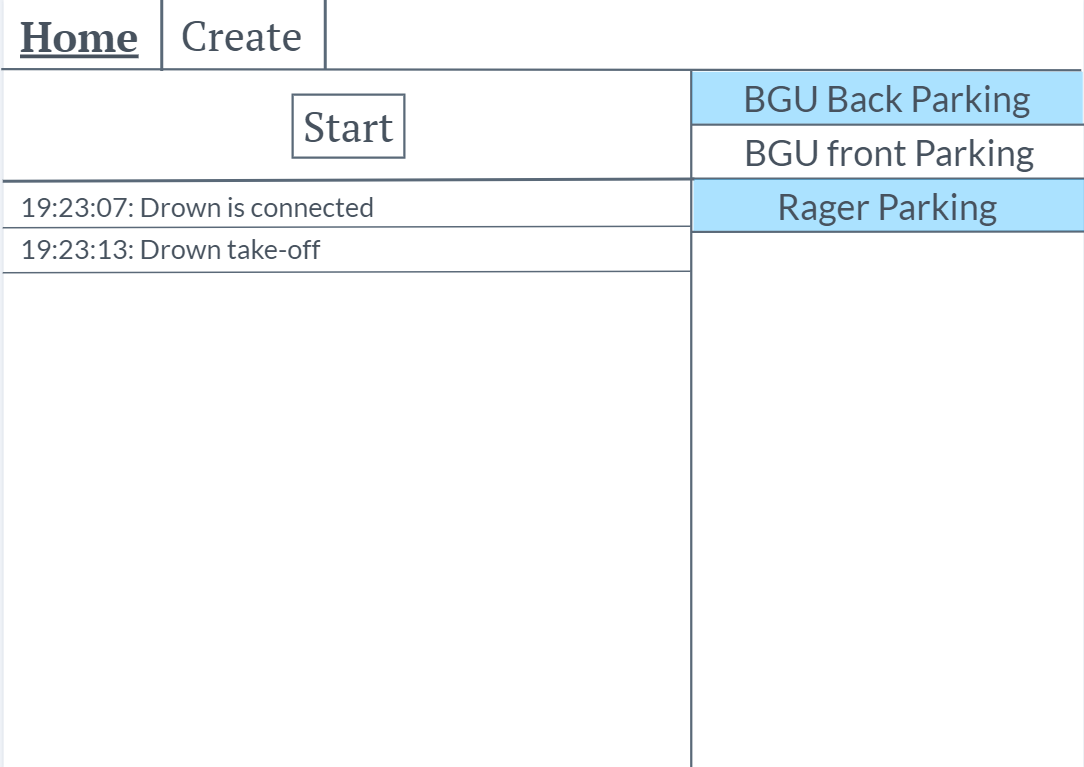 Home
Create
Start
19:23:07: Drown is connected
19:23:13: Drown take-off
BGU Back Parking
BGU front Parking
Rager Parking